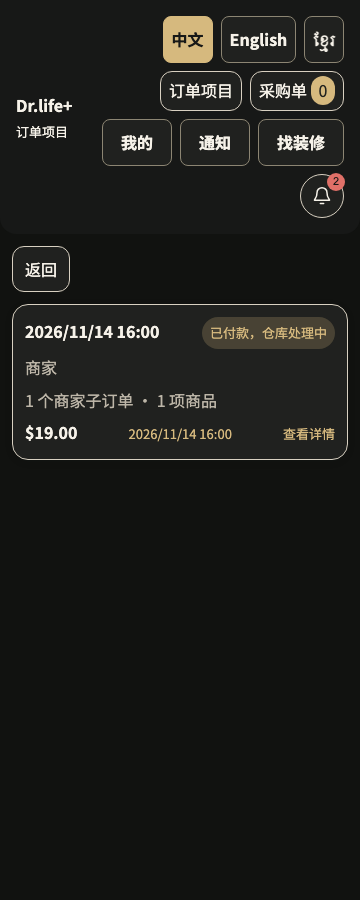 中文 English ខ្មែរ
订单项目 采购单 0
Dr.life+
订单项目
我的 通知 找装修
2
返回
2026/11/14 16:00 已付款，仓库处理中
商家
1 个商家子订单 · 1 项商品
$19.00 2026/11/14 16:00 查看详情